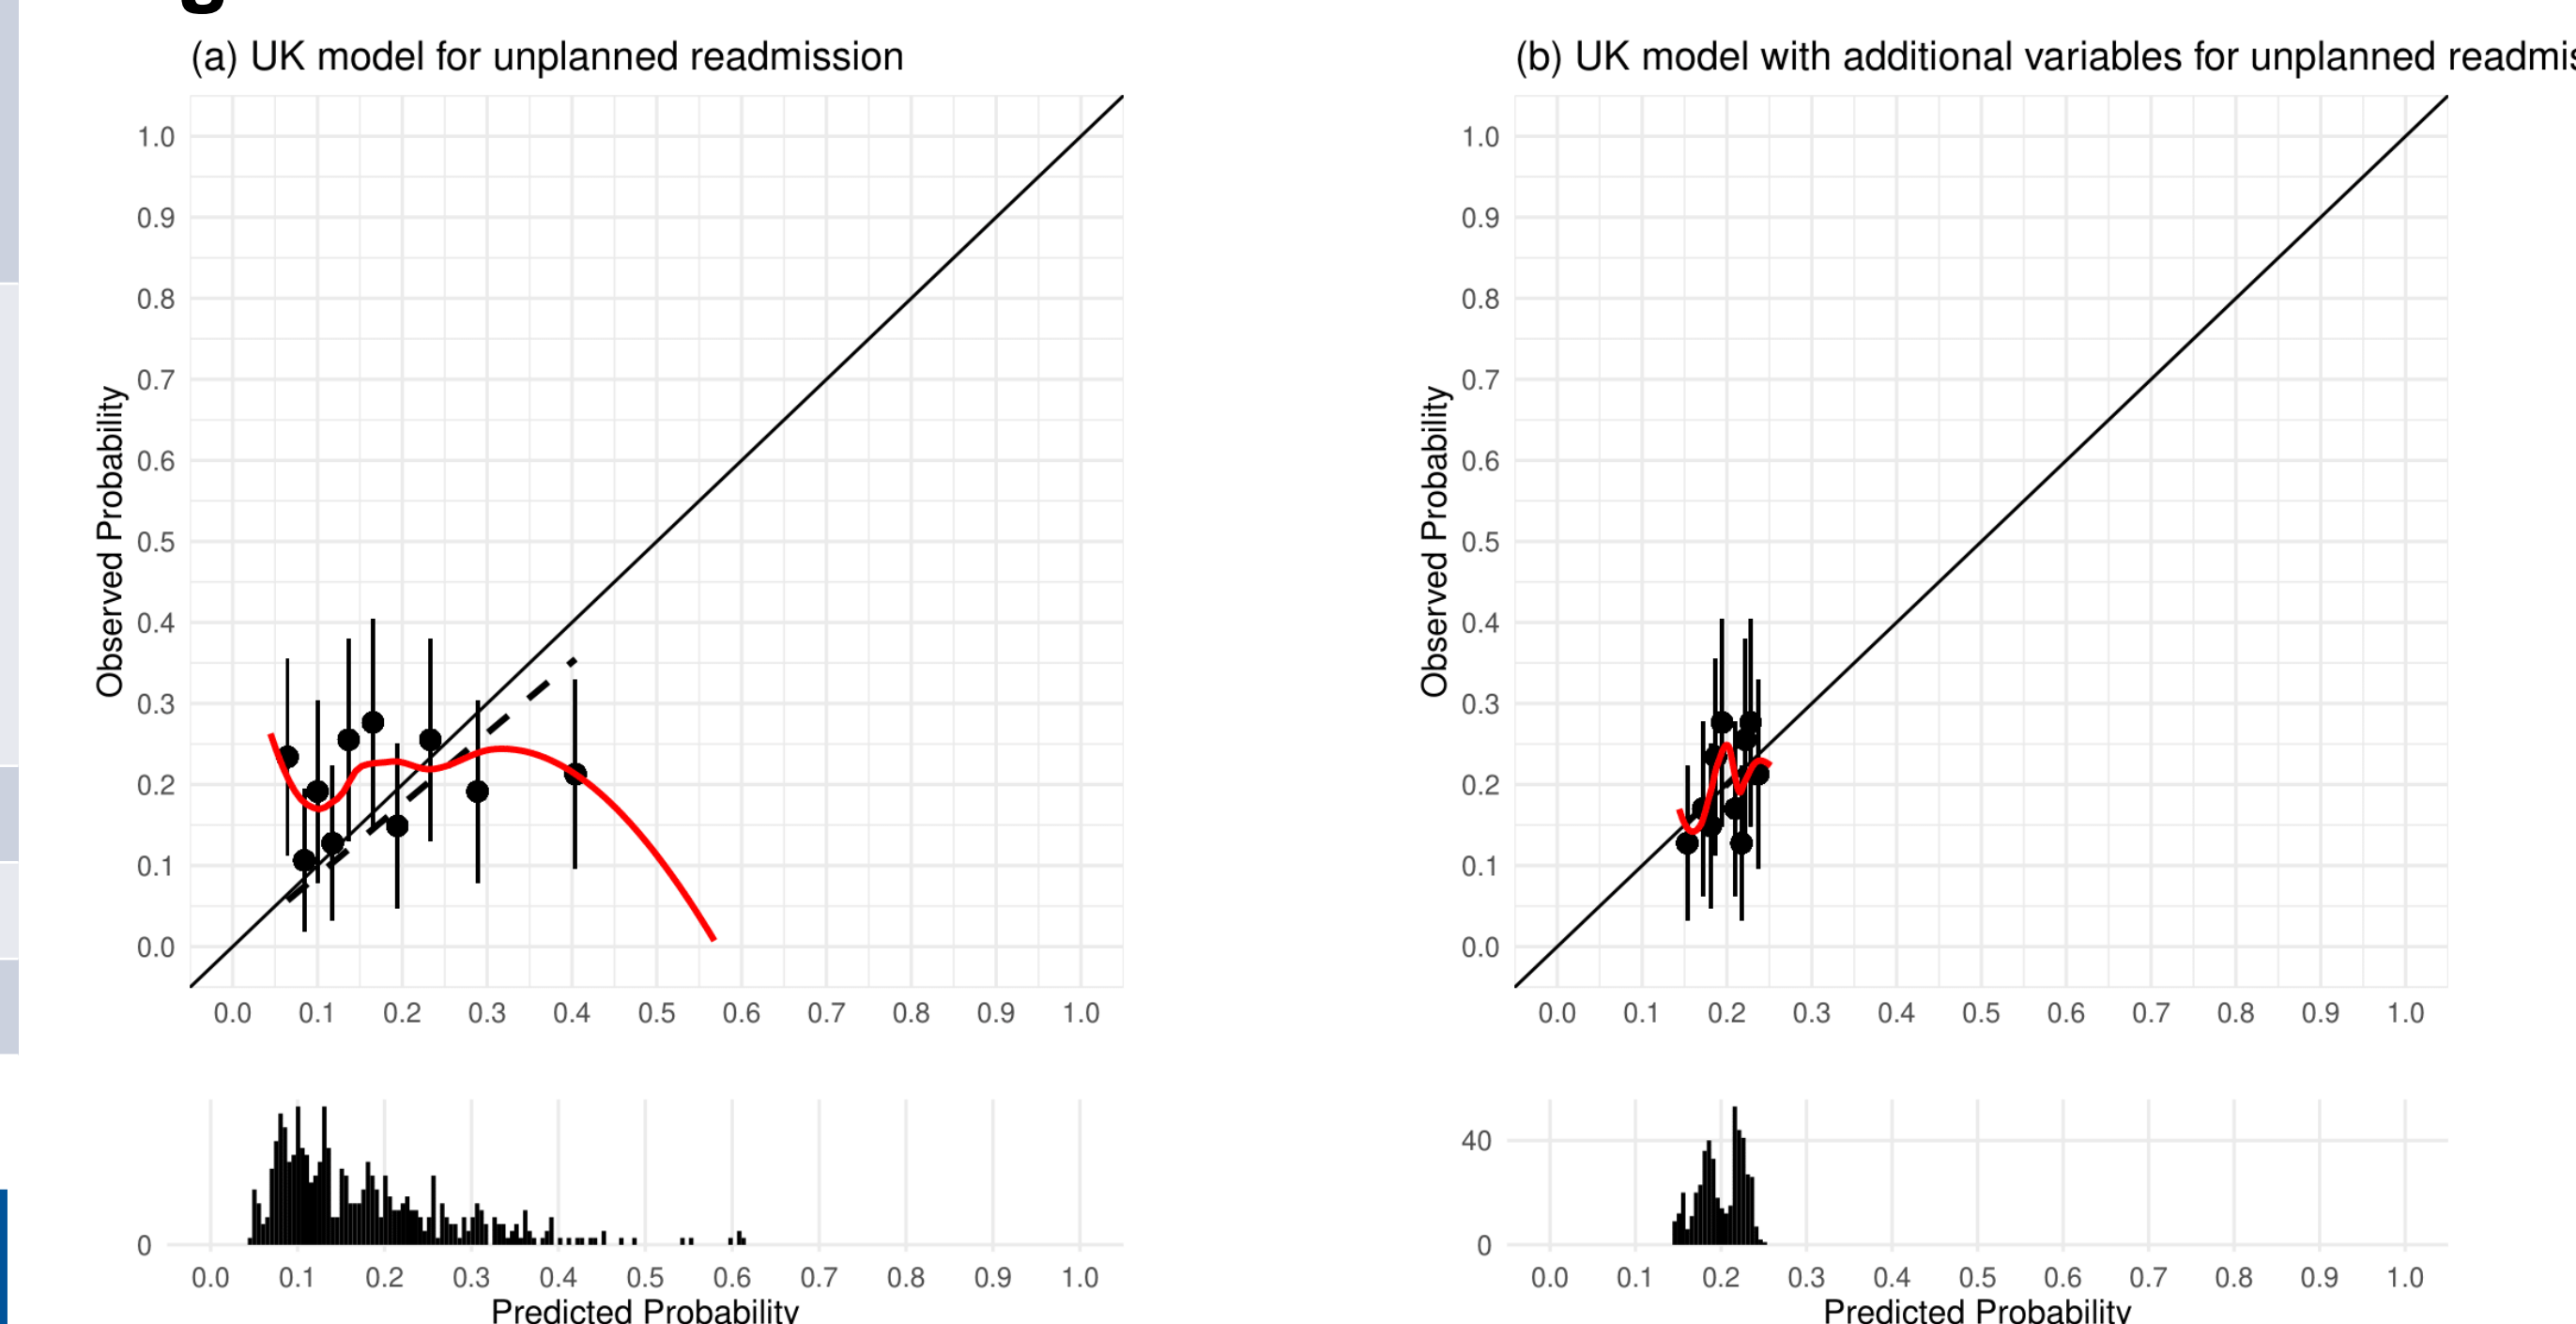 (a) UK model for unplanned readmission
1.0
0.9
0.8
0.7
0.6
0.5
0.4
0.3
0.2
0.1
0.0
Observed Probability
0.0 0.1 0.2 0.3 0.4 0.5 0.6 0.7 0.8 0.9 1.0
0
0.0 0.1 0.2 0.3 0.4 0.5 0.6 0.7 0.8 0.9 1.0
Predicted Probability
(b) UK model with additional variables for unplanned readmis
1.0
0.9
0.8
0.7
0.6
0.5
0.4
0.3
0.2
0.1
0.0
Observed Probability
0.0 0.1 0.2 0.3 0.4 0.5 0.6 0.7 0.8 0.9 1.0
40
0
0.0 0.1 0.2 0.3 0.4 0.5 0.6 0.7 0.8 0.9 1.0
Predicted Probability